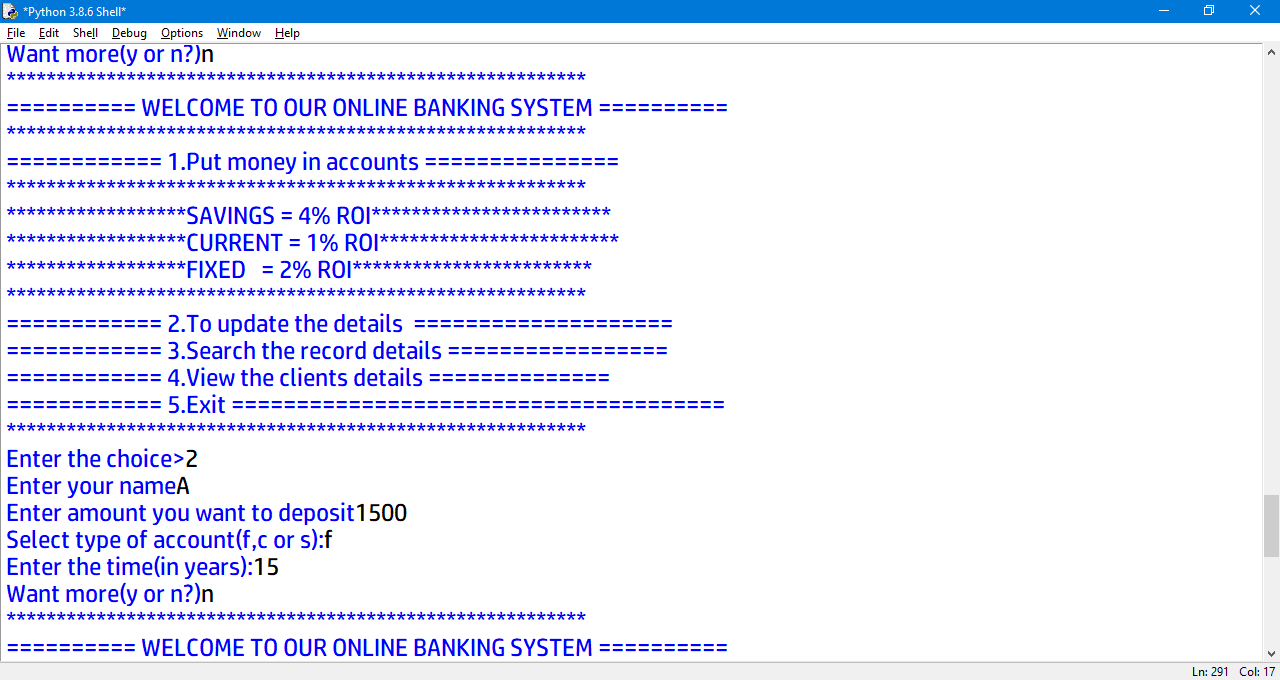 *Python 3.8.6 Shell*
File Edit Shell Debug Options Window Help
Want more(y or n?)n
**********************************************************
========== WELCOME TO OUR ONLINE BANKING SYSTEM ==========
**********************************************************
============ 1.Put money in accounts ===============
**********************************************************
******************SAVINGS = 4% ROI************************
******************CURRENT = 1% ROI************************
******************FIXED   = 2% ROI************************
**********************************************************
============ 2.To update the details  ====================
============ 3.Search the record details =================
============ 4.View the clients details ==============
============ 5.Exit ======================================
**********************************************************
Enter the choice>2
Enter your nameA
Enter amount you want to deposit1500
Select type of account(f,c or s):f
Enter the time(in years):15
Want more(y or n?)n
**********************************************************
========== WELCOME TO OUR ONLINE BANKING SYSTEM ==========
Ln: 291 Col: 17